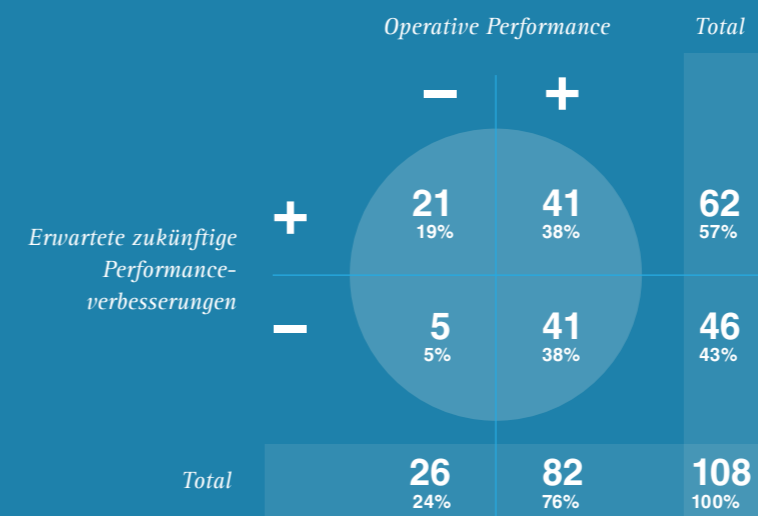 Operative Performance Total
− +
+ 21 41 62
19% 38% 57%
Erwartete zukünftige
Performance-
verbesserungen
− 5 41 46
5% 38% 43%
Total 26 82 108
24% 76% 100%